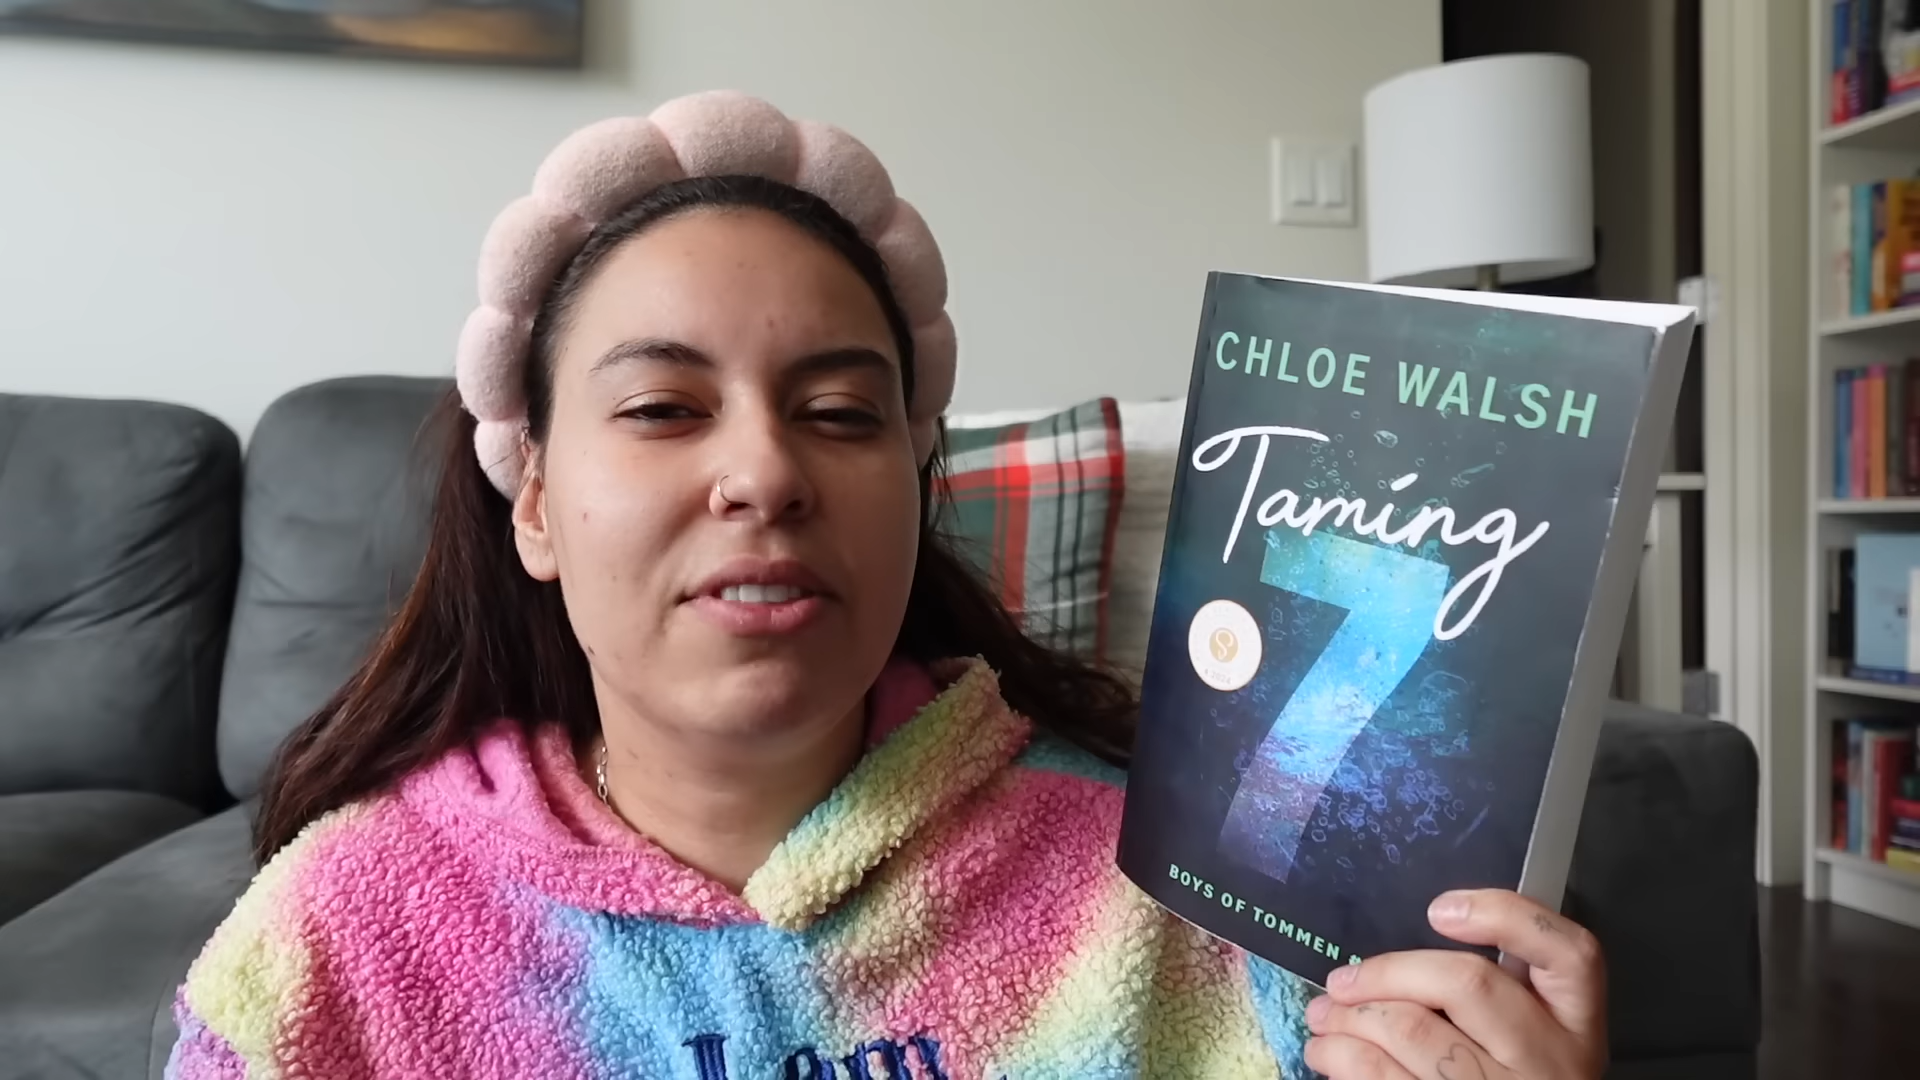 CHLOE WALSH
Taming
7
BOYS OF TOMMEN #